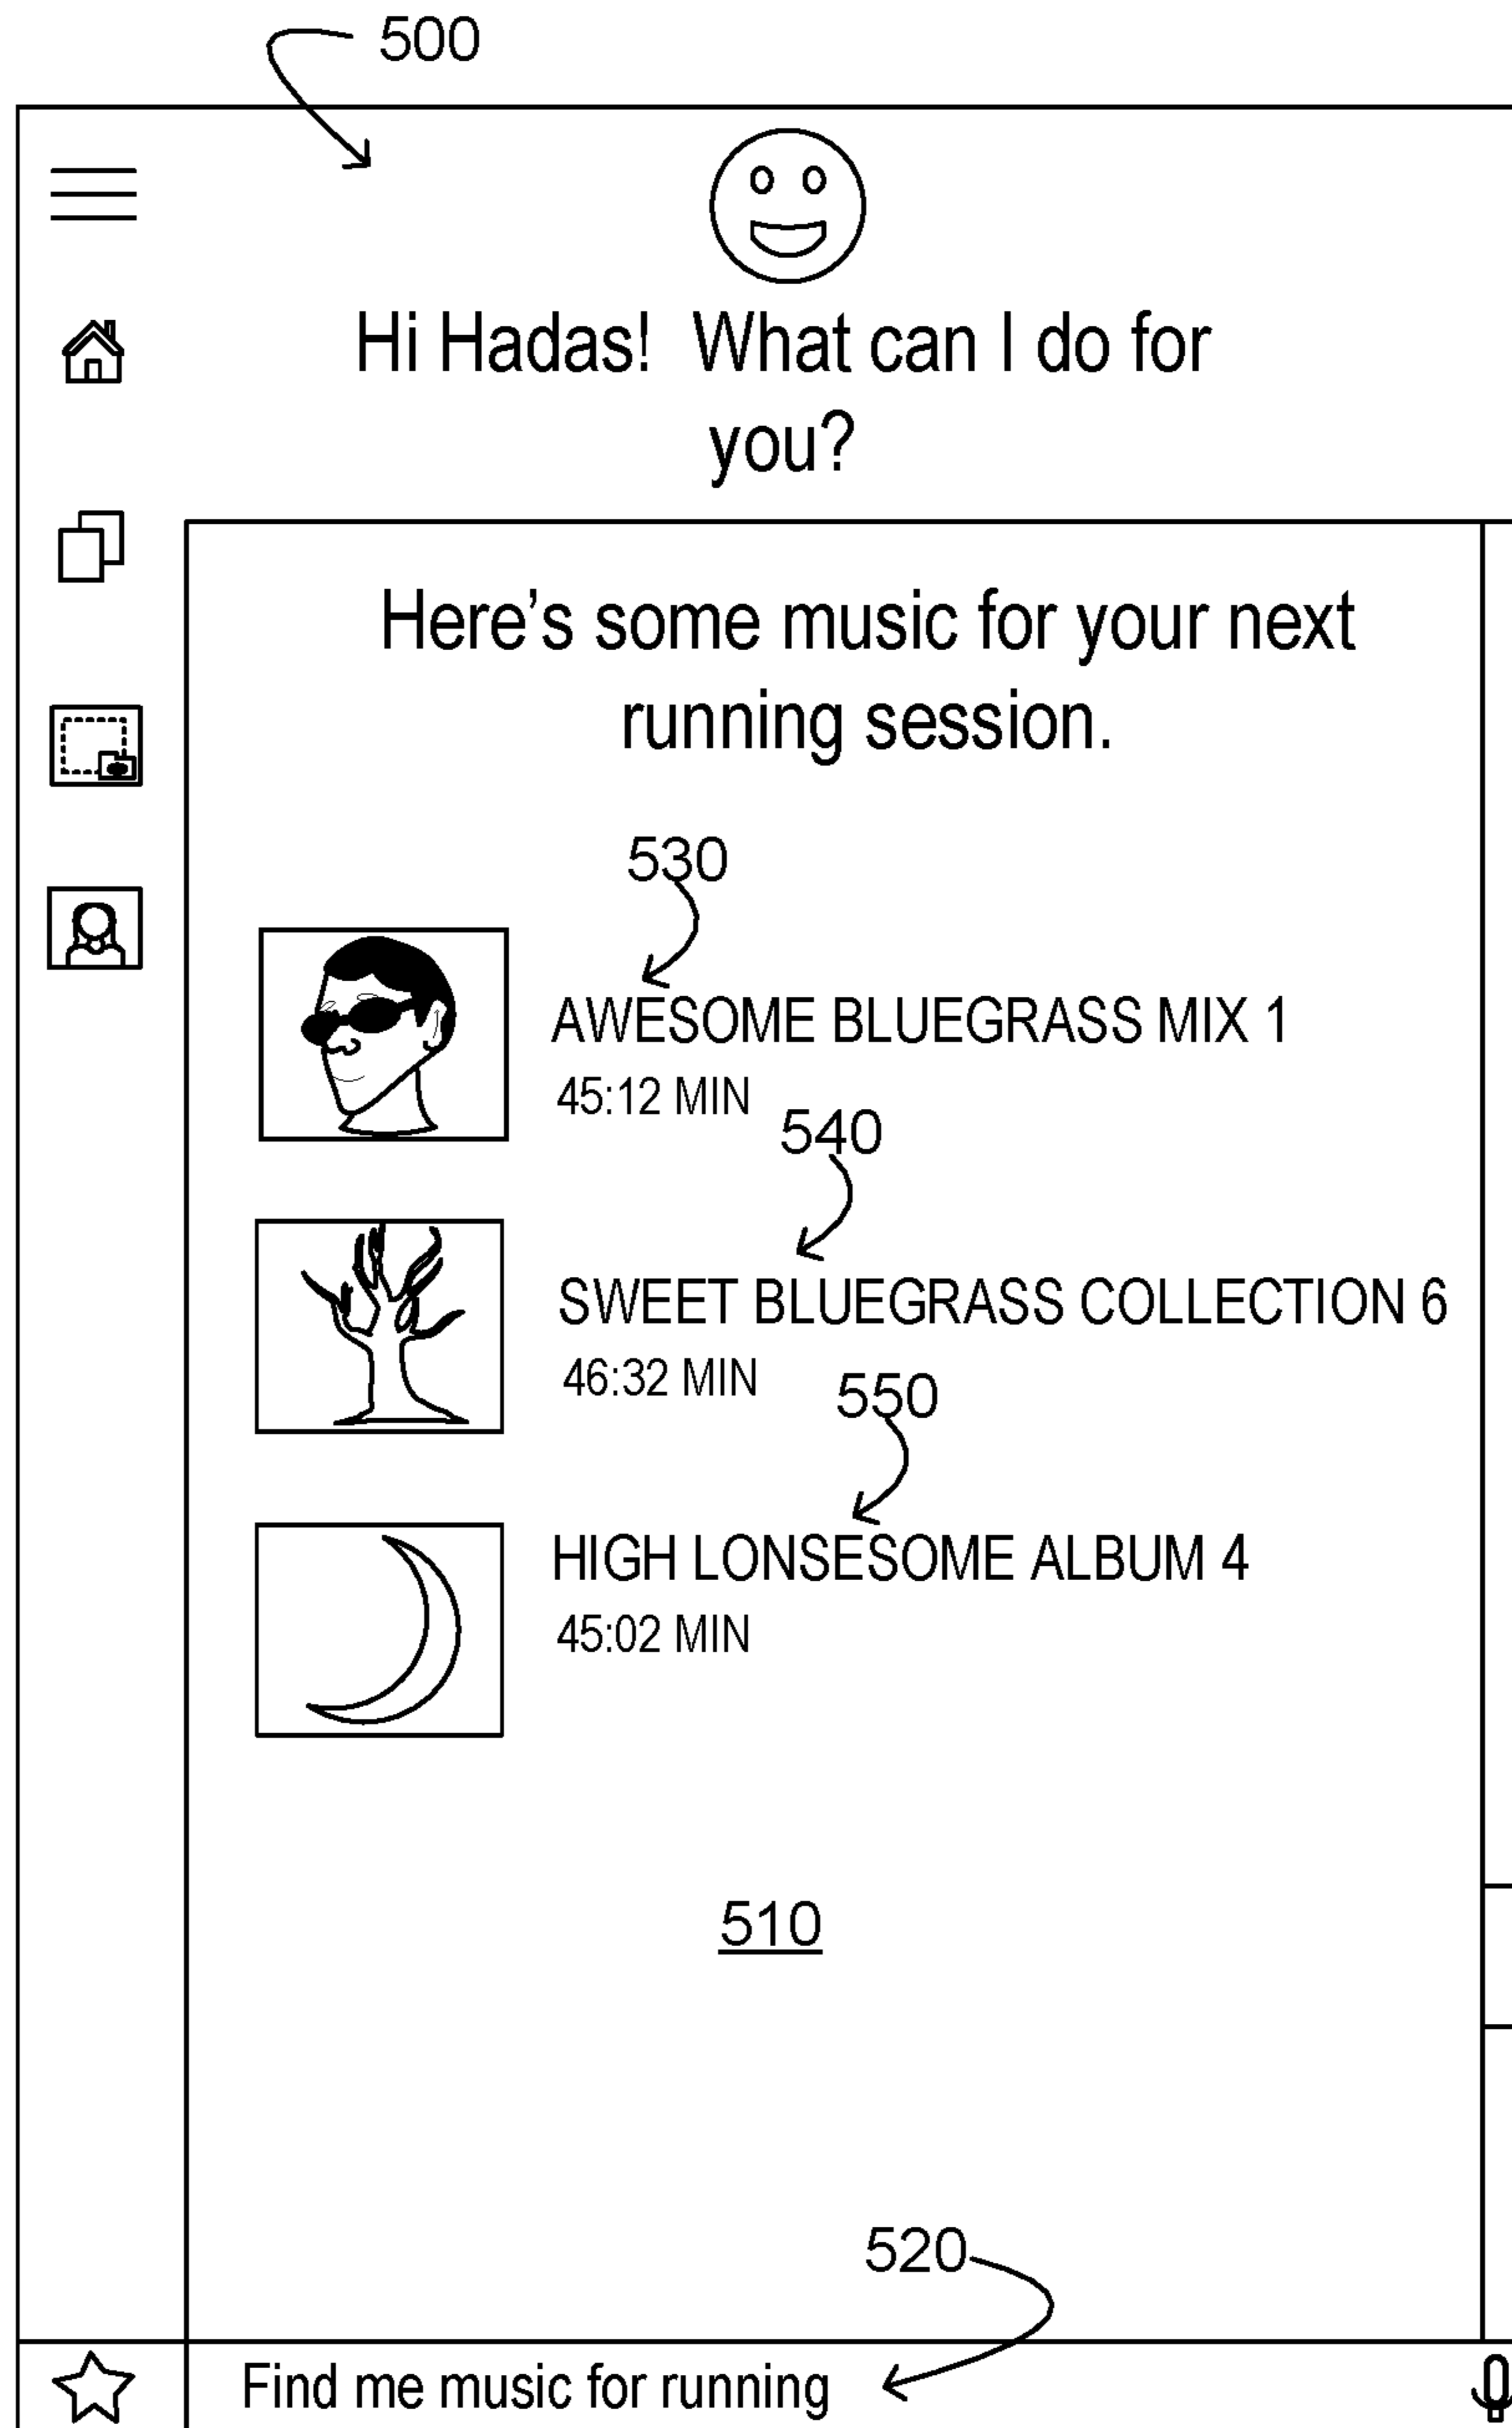 500
Hi Hadas!  What can I do for
you?
Here’s some music for your next
running session.
530
AWESOME BLUEGRASS MIX 1
45:12 MIN
540
SWEET BLUEGRASS COLLECTION 6
46:32 MIN
550
HIGH LONSESOME ALBUM 4
45:02 MIN
510
520
Find me music for running